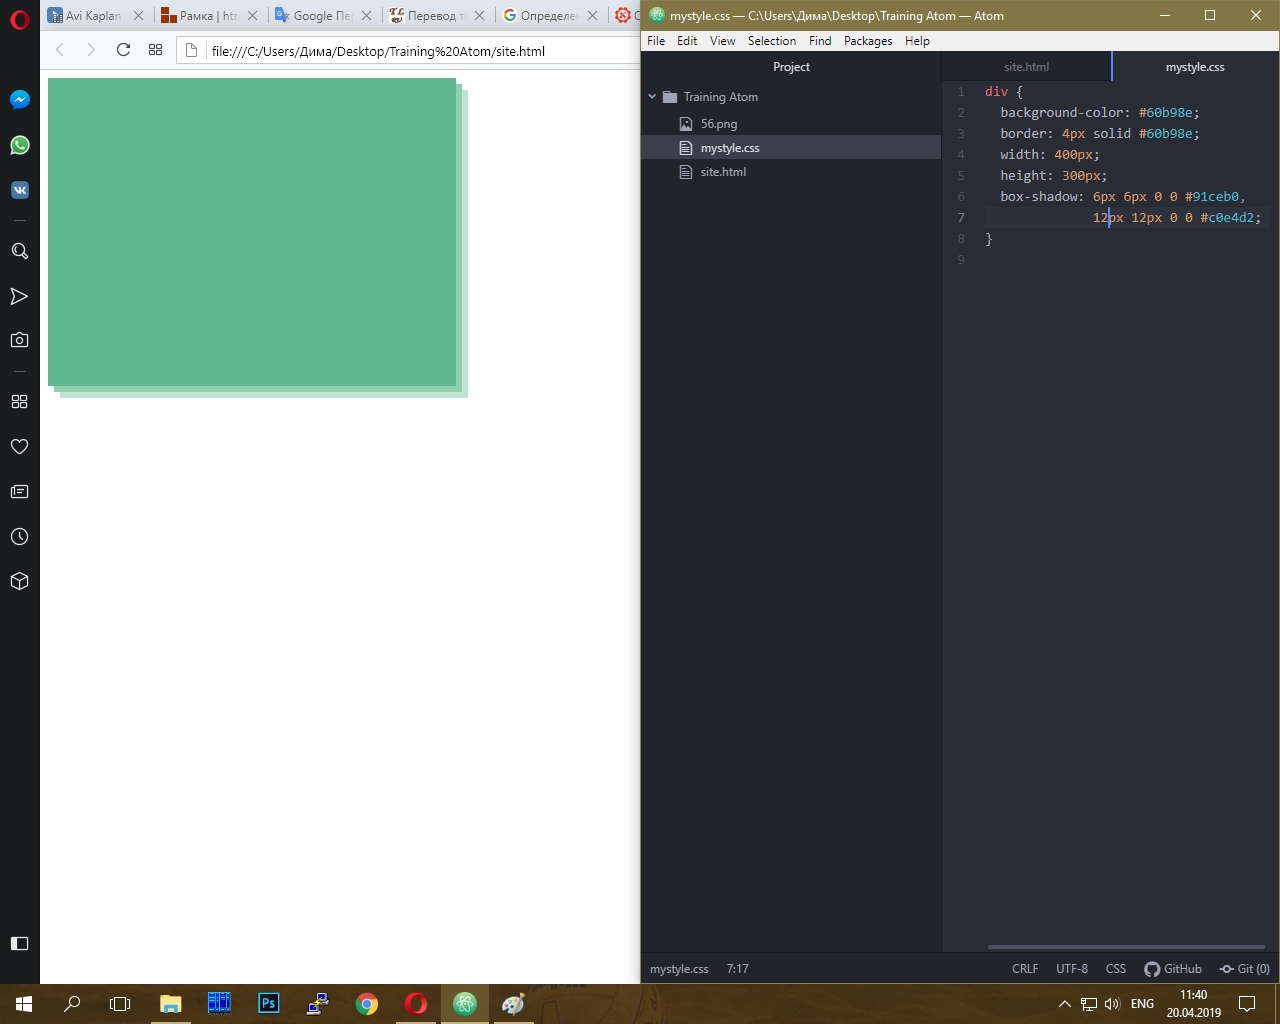 Avi Kaplan
Рамка | htm
Google Пе
Перевод т
Определе
file:///C:/Users/Дима/Desktop/Training%20Atom/site.html
mystyle.css — C:\Users\Дима\Desktop\Training Atom — Atom
File Edit View Selection Find Packages Help
Project
Training Atom
56.png
mystyle.css
site.html
site.html
mystyle.css
1 div {
2 background-color: #60b98e;
3 border: 4px solid #60b98e;
4 width: 400px;
5 height: 300px;
6 box-shadow: 6px 6px 0 0 #91ceb0,
7 12px 12px 0 0 #c0e4d2;
8 }
9
mystyle.css 7:17
CRLF UTF-8 CSS GitHub Git (0)
Ps
ENG
11:40
20.04.2019